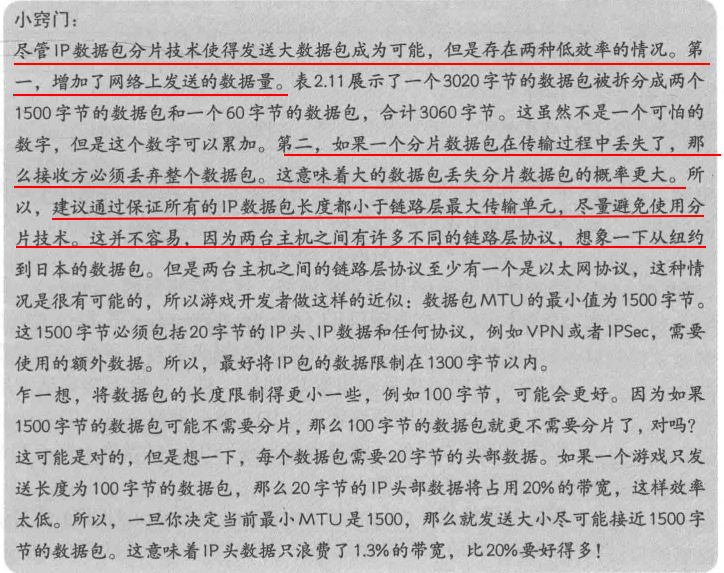 小窍门：
尽管IP数据包分片技术使得发送大数据包成为可能，但是存在两种低效率的情况。第
一，增加了网络上发送的数据量。表2.11展示了一个3020字节的数据包被拆分成两个
1500字节的数据包和一个60字节的数据包，合计3060字节。这虽然不是一个可怕的
数字，但是这个数字可以累加。第二，如果一个分片数据包在传输过程中丢失了，那
么接收方必须丢弃整个数据包。这意味着大的数据包丢失分片数据包的概率更大。所
以，建议通过保证所有的IP数据包长度都小于链路层最大传输单元，尽量避免使用分
片技术。这并不容易，因为两台主机之间有许多不同的链路层协议，想象一下从纽约
到日本的数据包。但是两台主机之间的链路层协议至少有一个是以太网协议，这种情
况是很有可能的，所以游戏开发者做这样的近似：数据包MTU的最小值为1500字节。
这1500字节必须包括20字节的IP头、IP数据和任何协议，例如VPN或者IPSec，需要
使用的额外数据。所以，最好将IP包的数据限制在1300字节以内。
乍一想，将数据包的长度限制得更小一些，例如100字节，可能会更好。因为如果
1500字节的数据包可能不需要分片，那么100字节的数据包就更不需要分片了，对吗？
这可能是对的，但是想一下，每个数据包需要20字节的头部数据。如果一个游戏只发
送长度为100字节的数据包，那么20字节的IP头部数据将占用20%的带宽，这样效率
太低。所以，一旦你决定当前最小MTU是1500，那么就发送大小尽可能接近1500字
节的数据包。这意味着IP头数据只浪费了1.3%的带宽，比20%要好得多！